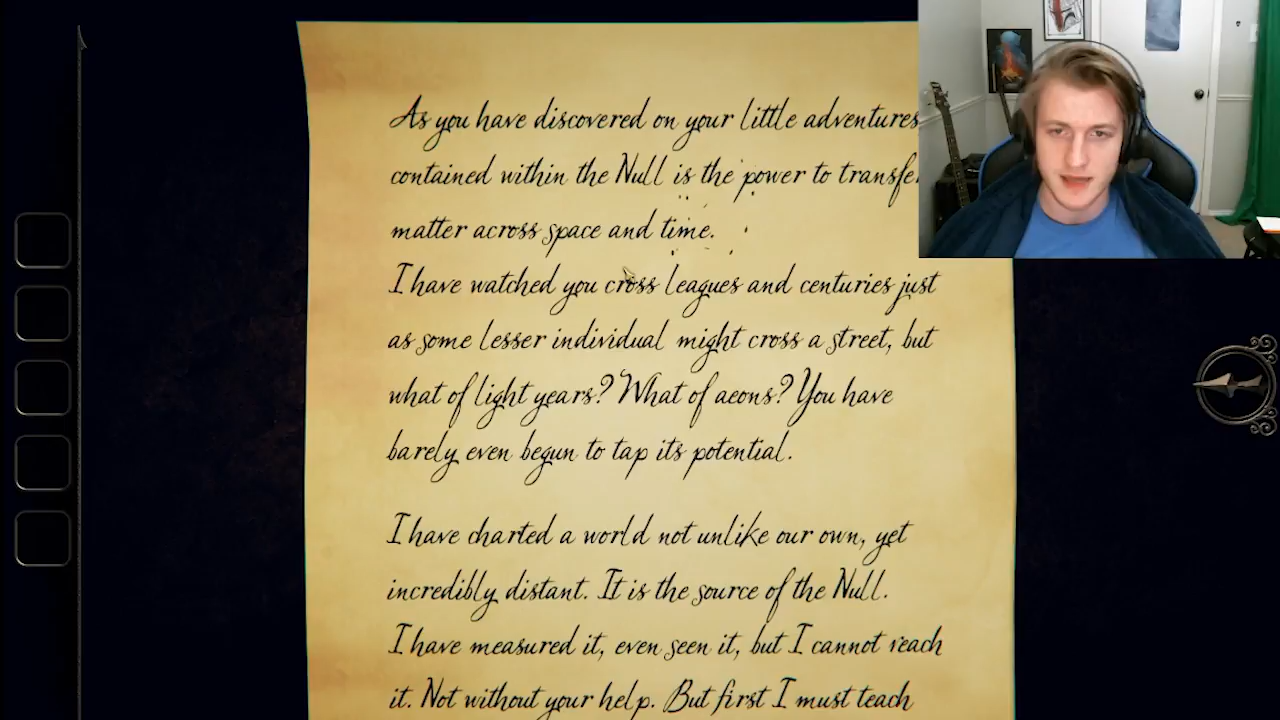 As you have discovered on your little adventures
contained within the Null is the power to transfe
matter across space and time.
I have watched you cross leagues and centuries just
as some lesser individual might cross a street, but
what of light years? What of aeons? You have
barely even begun to tap its potential.
I have charted a world not unlike our own, yet
incredibly distant. It is the source of the Null.
I have measured it, even seen it, but I cannot reach
it. Not without your help. But first I must teach